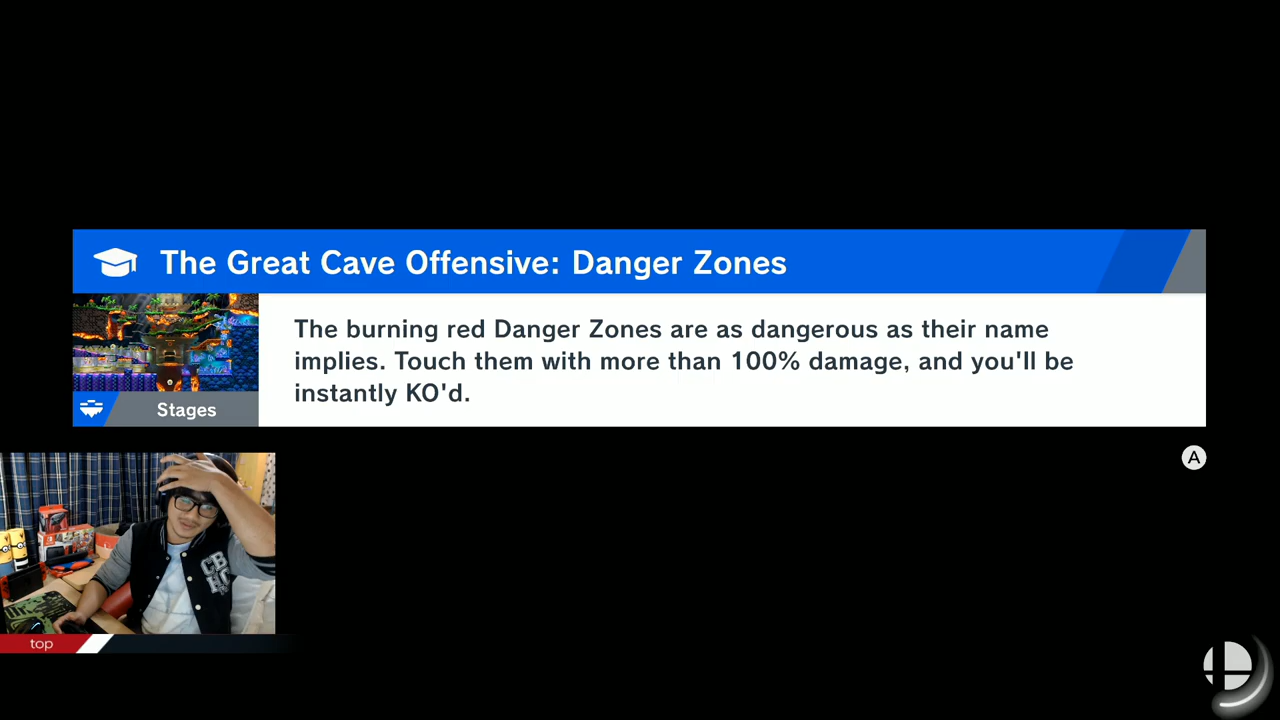 The Great Cave Offensive: Danger Zones
The burning red Danger Zones are as dangerous as their name
implies. Touch them with more than 100% damage, and you'll be
instantly KO'd.
Stages
A
CB
top